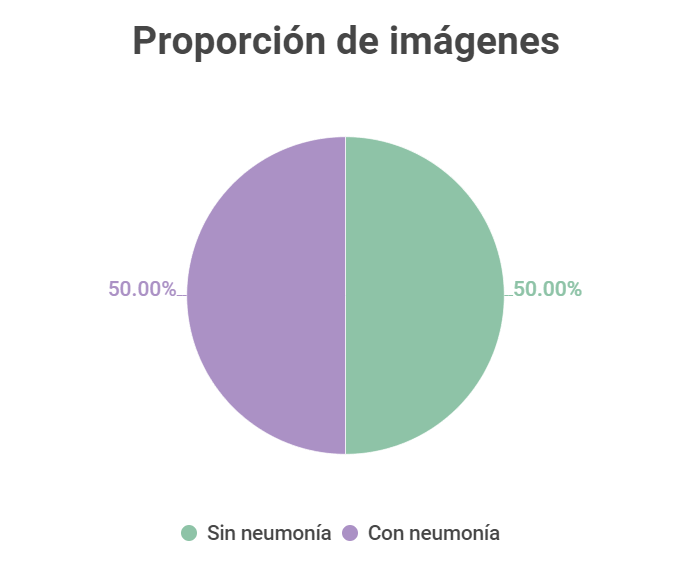 Proporción de imágenes
50.00%
50.00%
Sin neumonía
Con neumonía